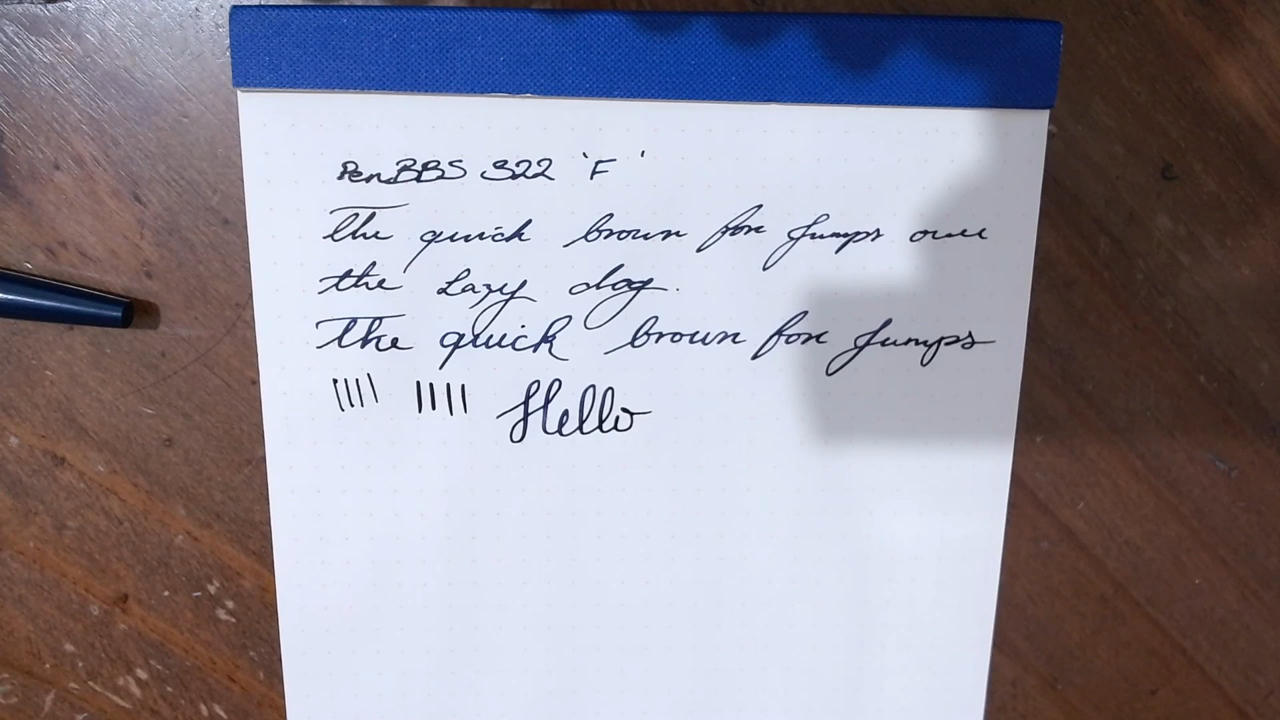 PenBBS 322 'F'
The quick brown fox jumps over
the Lazy dog.
The quick brown fox jumps
Hello